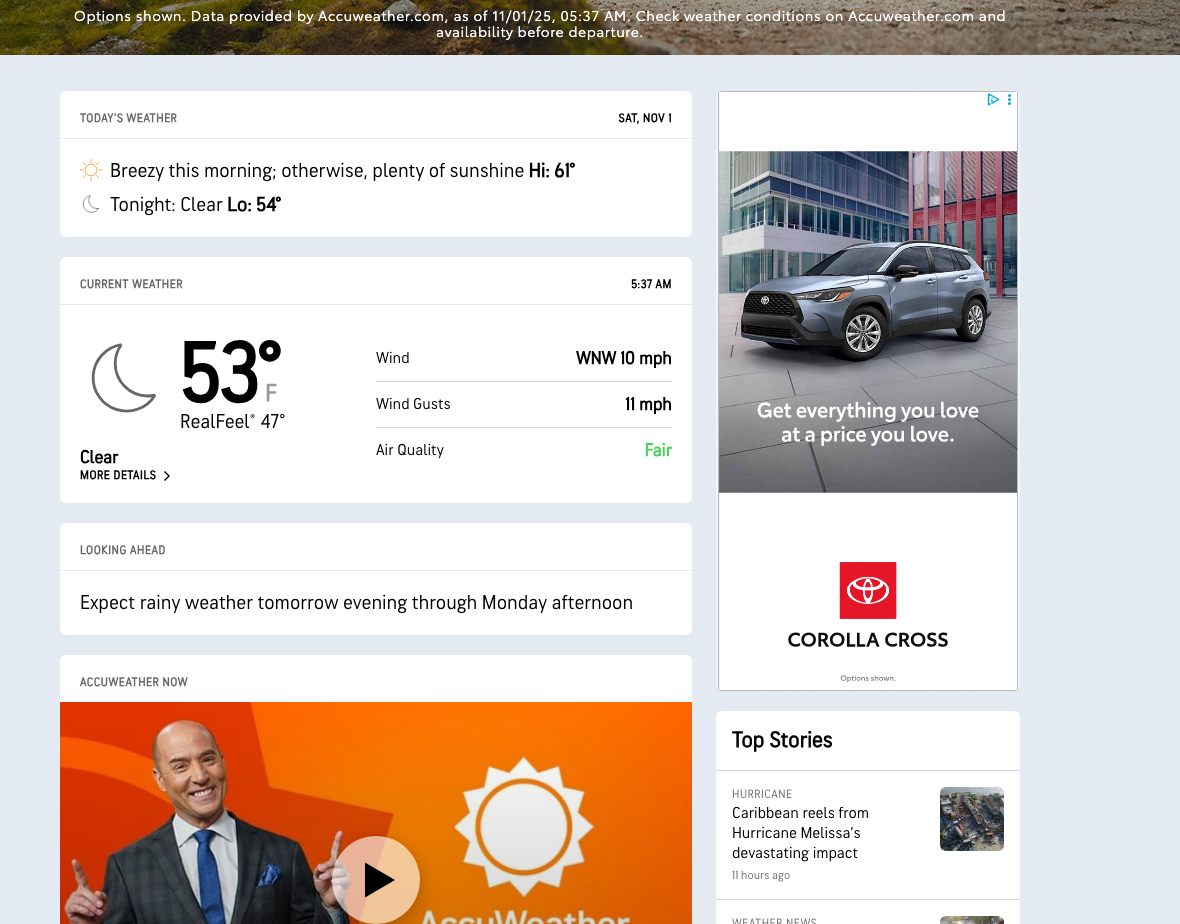 Options shown. Data provided by Accuweather.com, as of 11/01/25, 05:37 AM. Check weather conditions on Accuweather.com and
availability before departure.
TODAY'S WEATHER
SAT, NOV 1
Breezy this morning; otherwise, plenty of sunshine Hi: 61°
Tonight: Clear Lo: 54°
CURRENT WEATHER
5:37 AM
53°
F
RealFeel® 47°
Clear
MORE DETAILS
Wind
WNW 10 mph
Wind Gusts
11 mph
Air Quality
Fair
LOOKING AHEAD
Expect rainy weather tomorrow evening through Monday afternoon
ACCUWEATHER NOW
AccuWeather
Get everything you love
at a price you love.
COROLLA CROSS
Options shown.
Top Stories
HURRICANE
Caribbean reels from
Hurricane Melissa's
devastating impact
11 hours ago
WEATHER NEWS